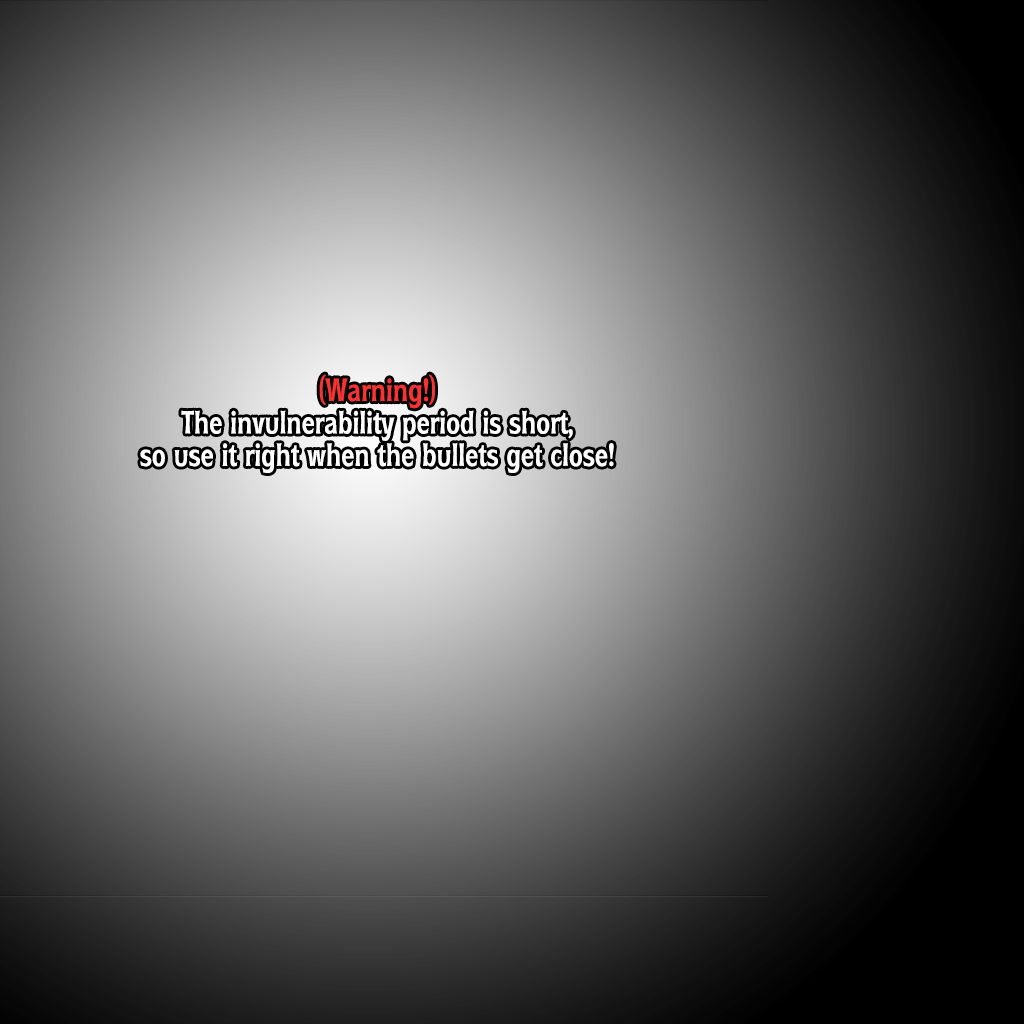 (Warning!)
The invulnerability period is short,
so use it right when the bullets get close!